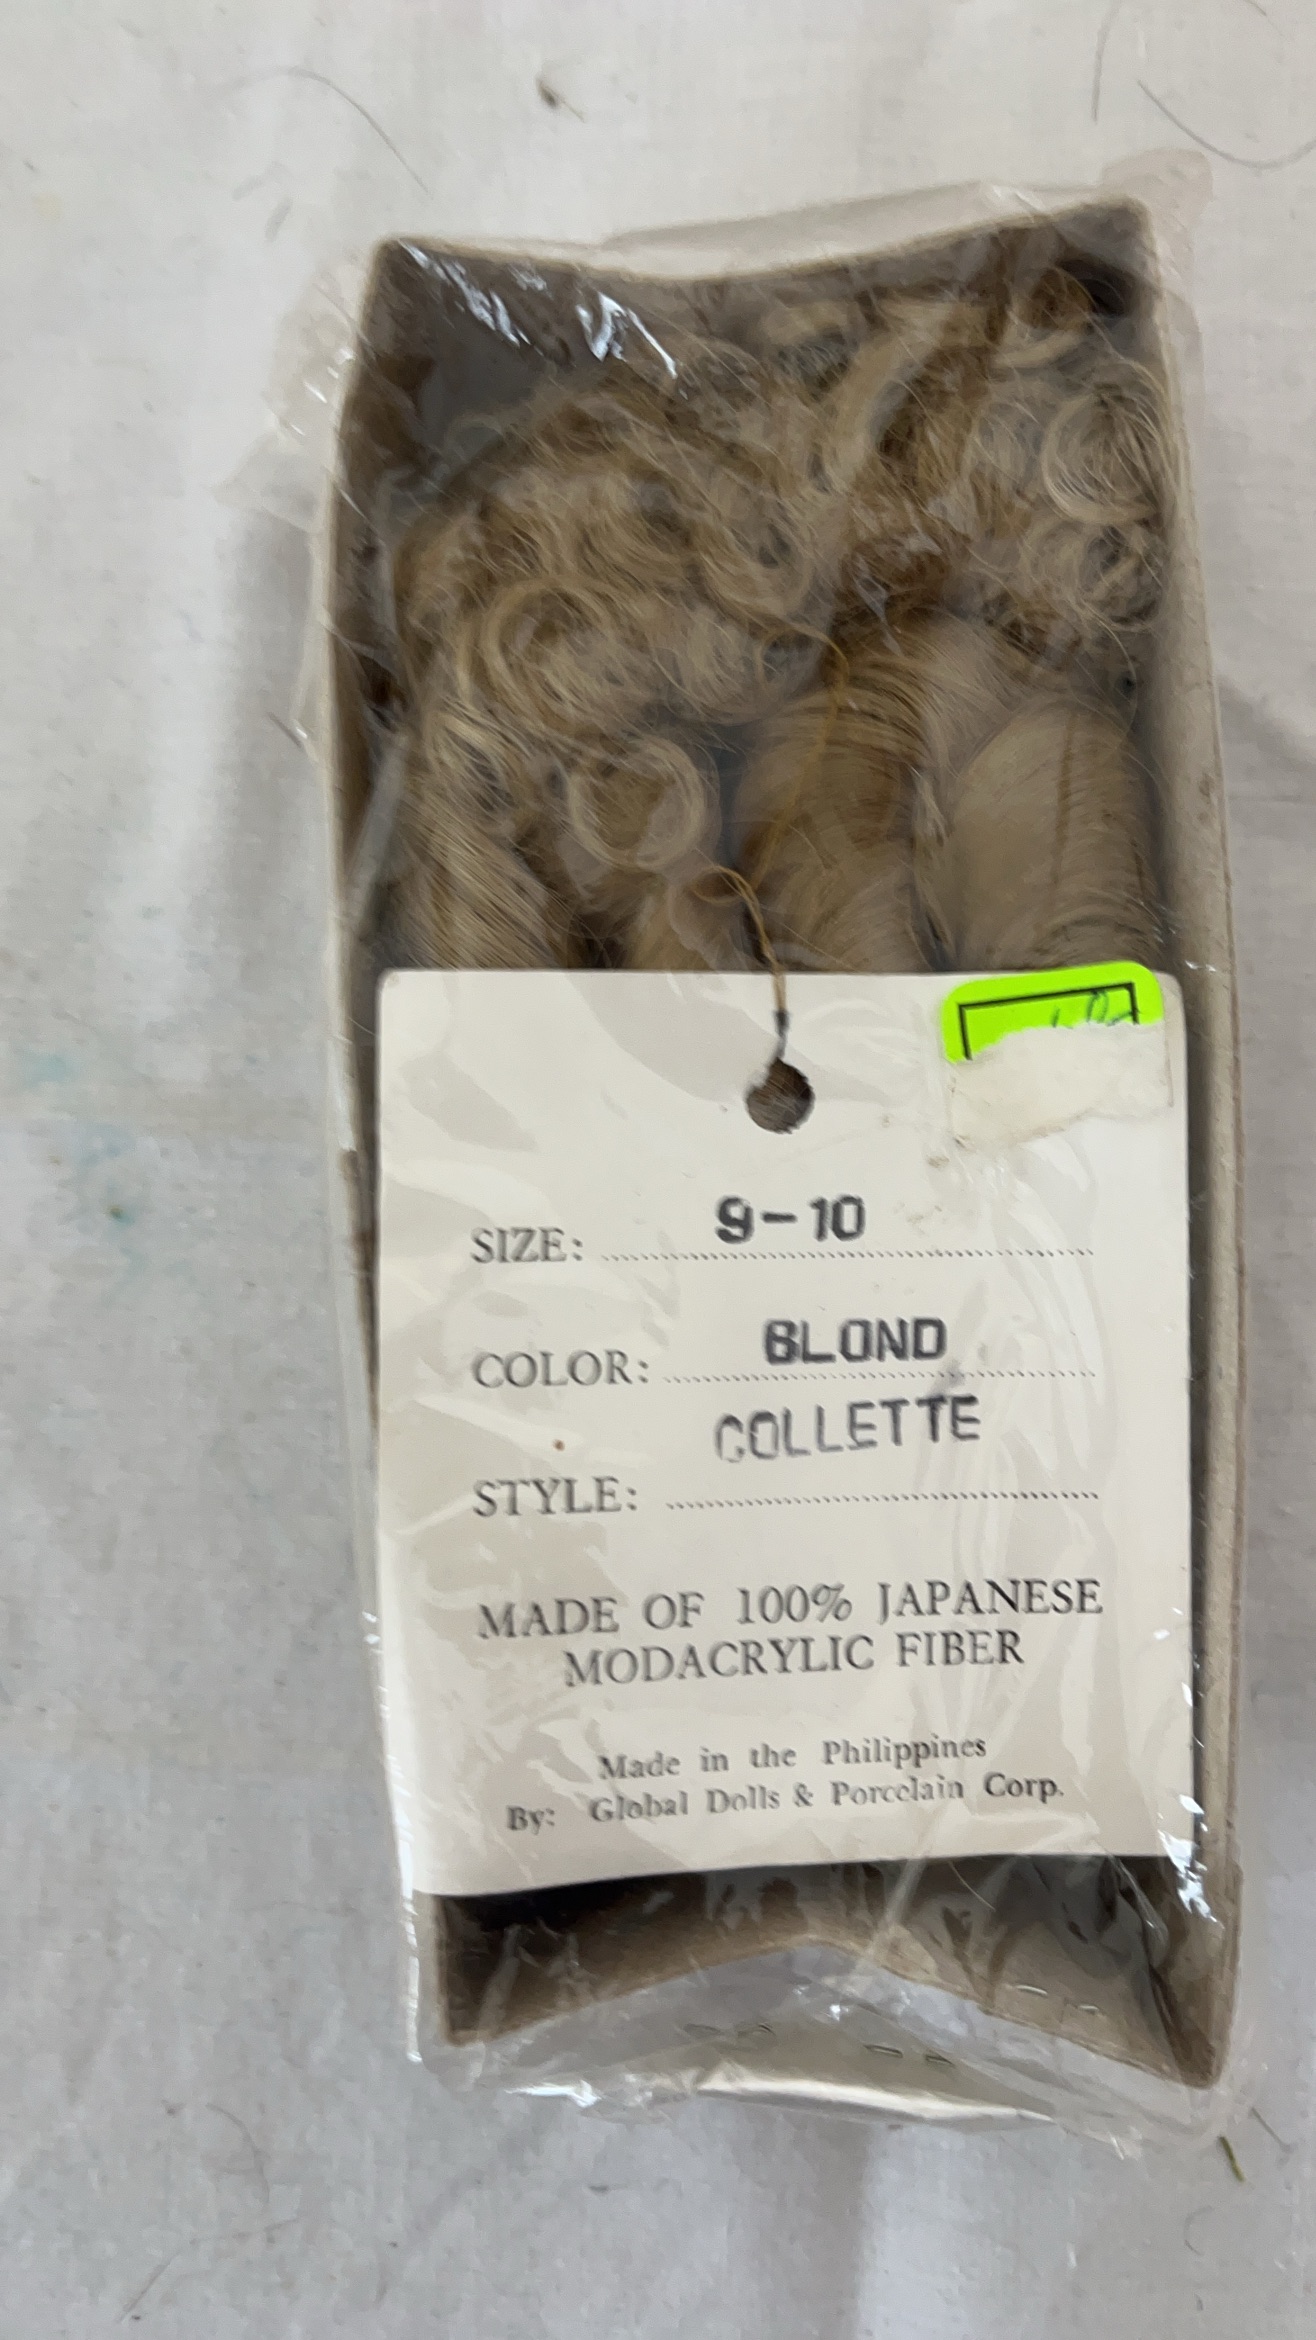 SIZE: 9-10
COLOR: BLOND
COLLETTE
STYLE:
MADE OF 100% JAPANESE
MODACRYLIC FIBER
Made in the Philippines
By: Global Dolls & Porcelain Corp.